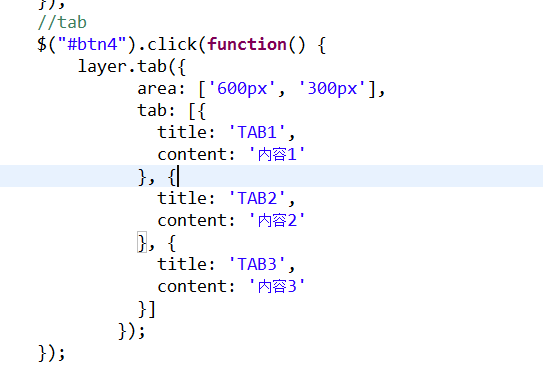 });
//tab
$("#btn4").click(function() {
layer.tab({
area: ['600px', '300px'],
tab: [{
title: 'TAB1',
content: '内容1'
}, {
title: 'TAB2',
content: '内容2'
}, {
title: 'TAB3',
content: '内容3'
}]
});
});